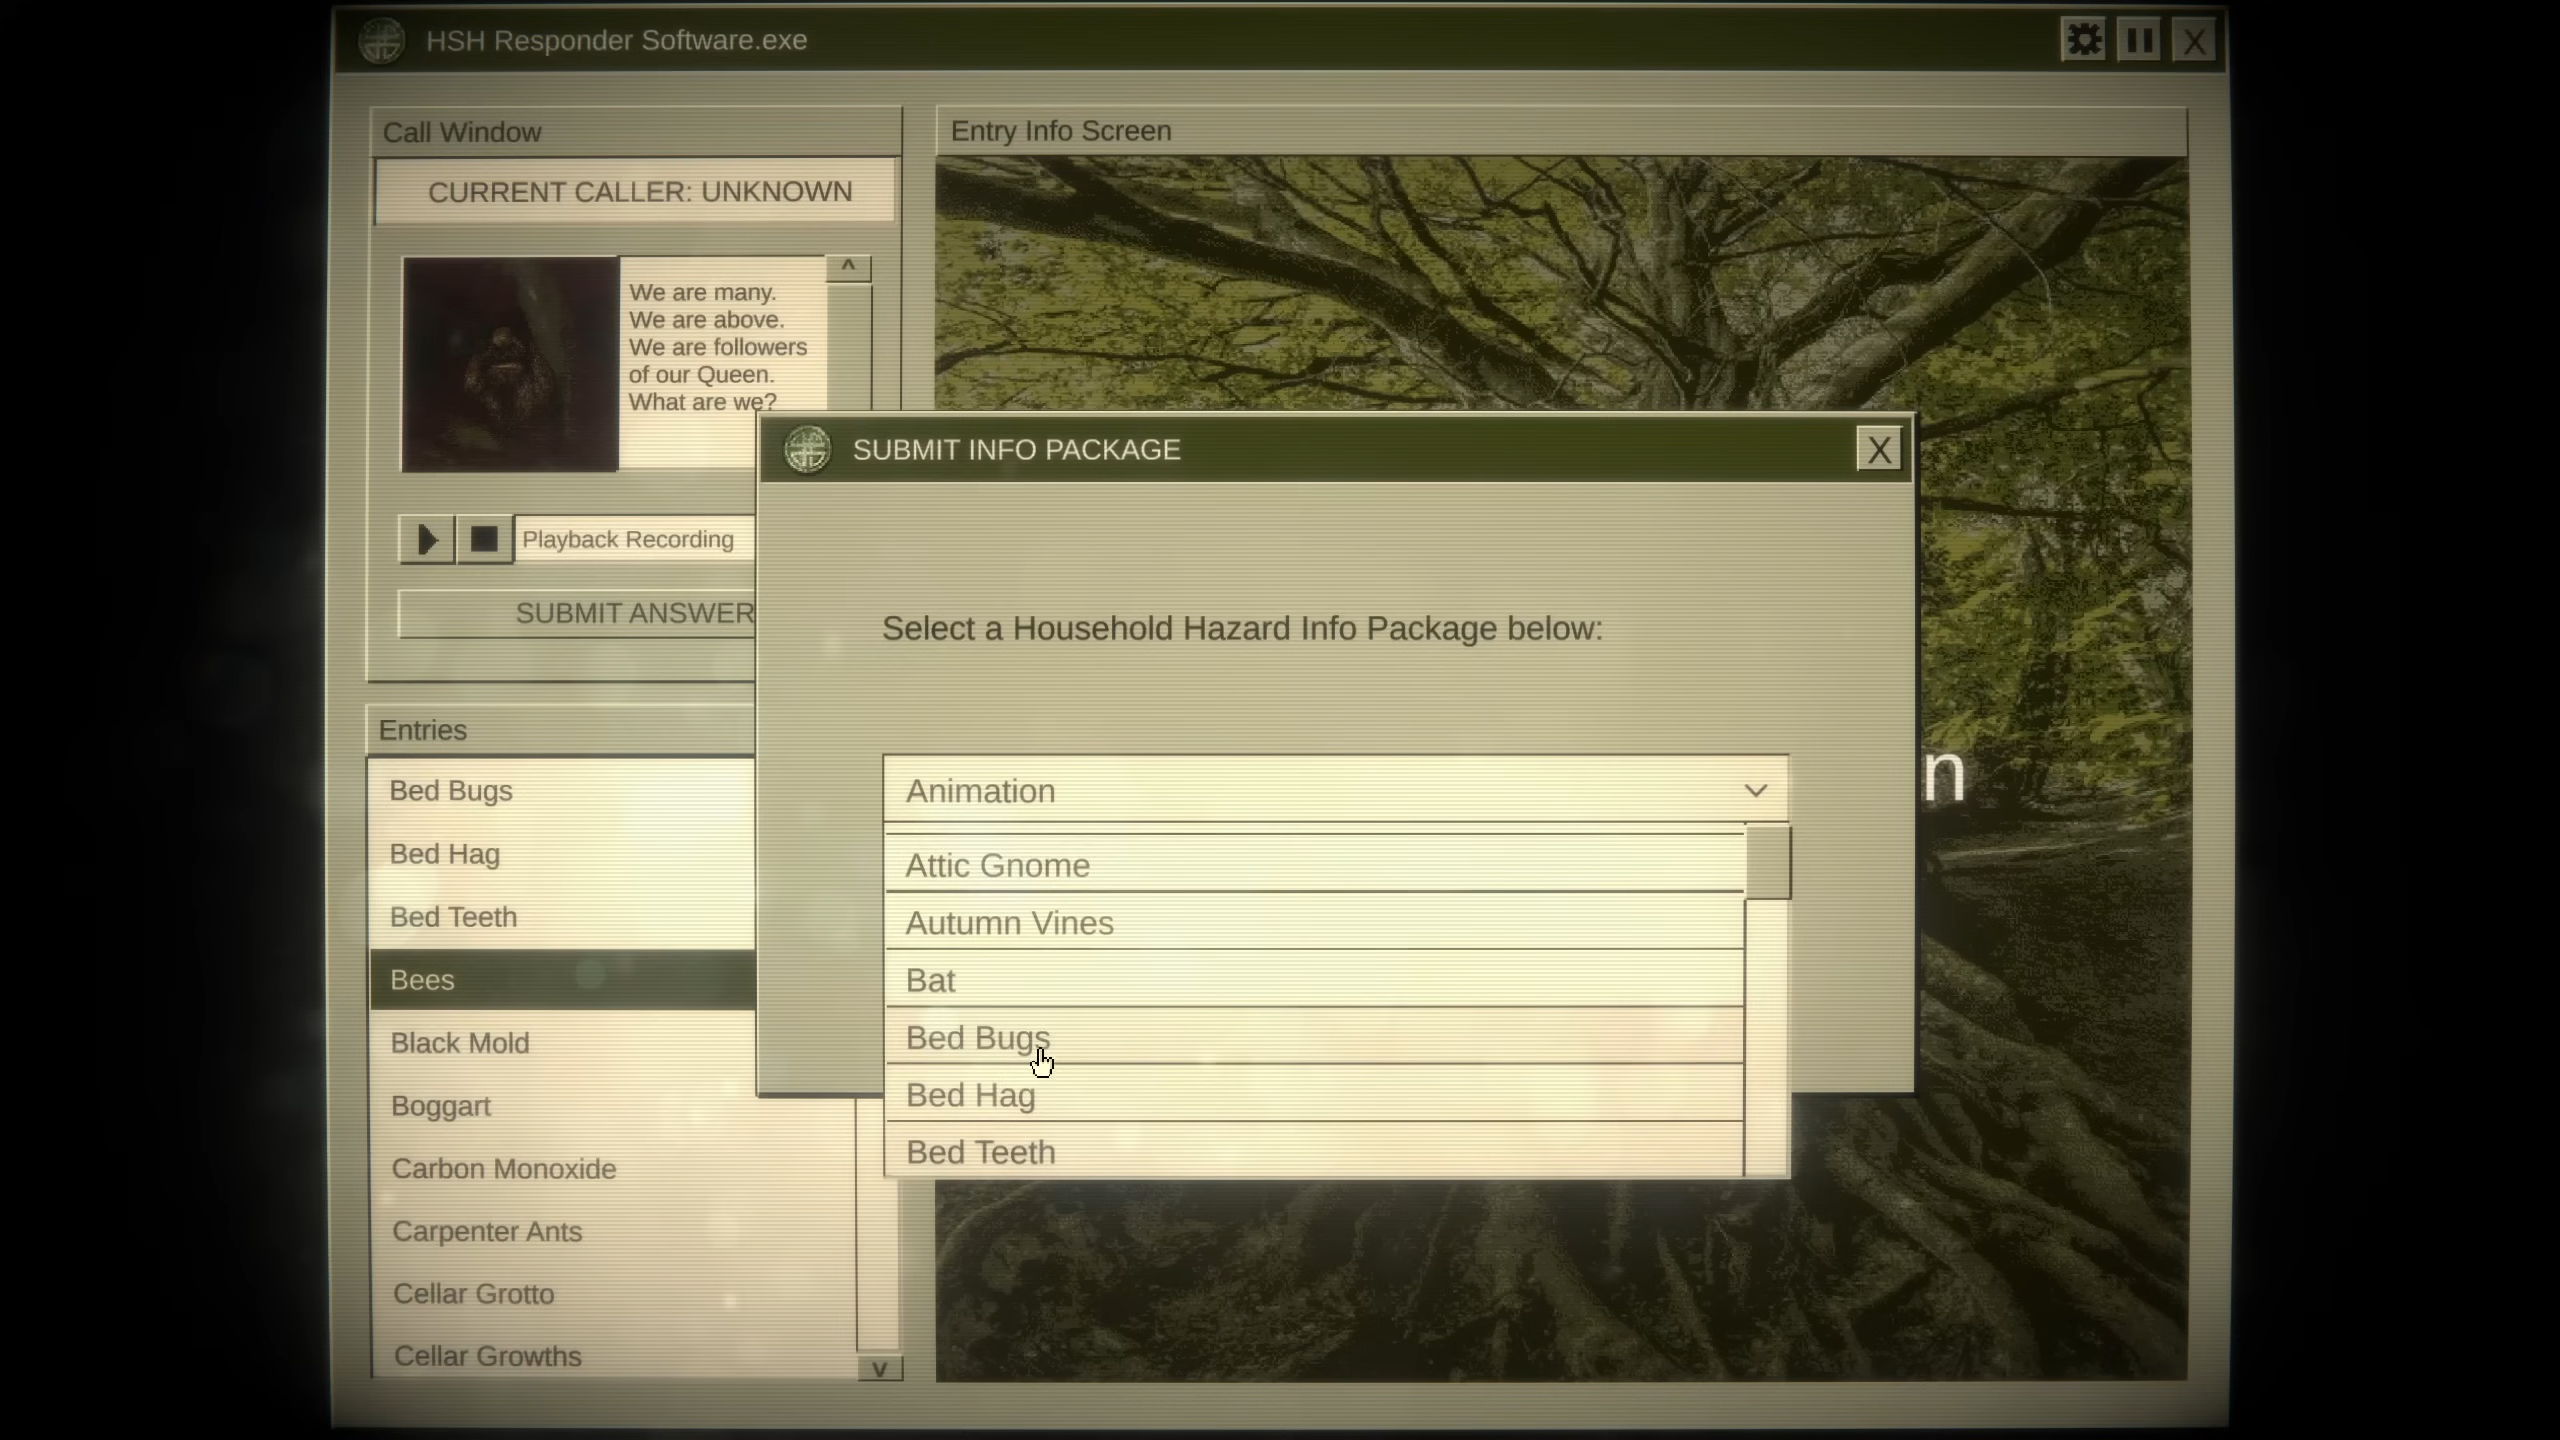 HSH Responder Software.exe
X
Call Window
CURRENT CALLER: UNKNOWN
We are many.
We are above.
We are followers
of our Queen.
What are we?
Playback Recording
SUBMIT ANSWER
Entries
Bed Bugs
Bed Hag
Bed Teeth
Bees
Black Mold
Boggart
Carbon Monoxide
Carpenter Ants
Cellar Grotto
Cellar Growths
Entry Info Screen
n
SUBMIT INFO PACKAGE
X
Select a Household Hazard Info Package below:
Animation
Attic Gnome
Autumn Vines
Bat
Bed Bugs
Bed Hag
Bed Teeth